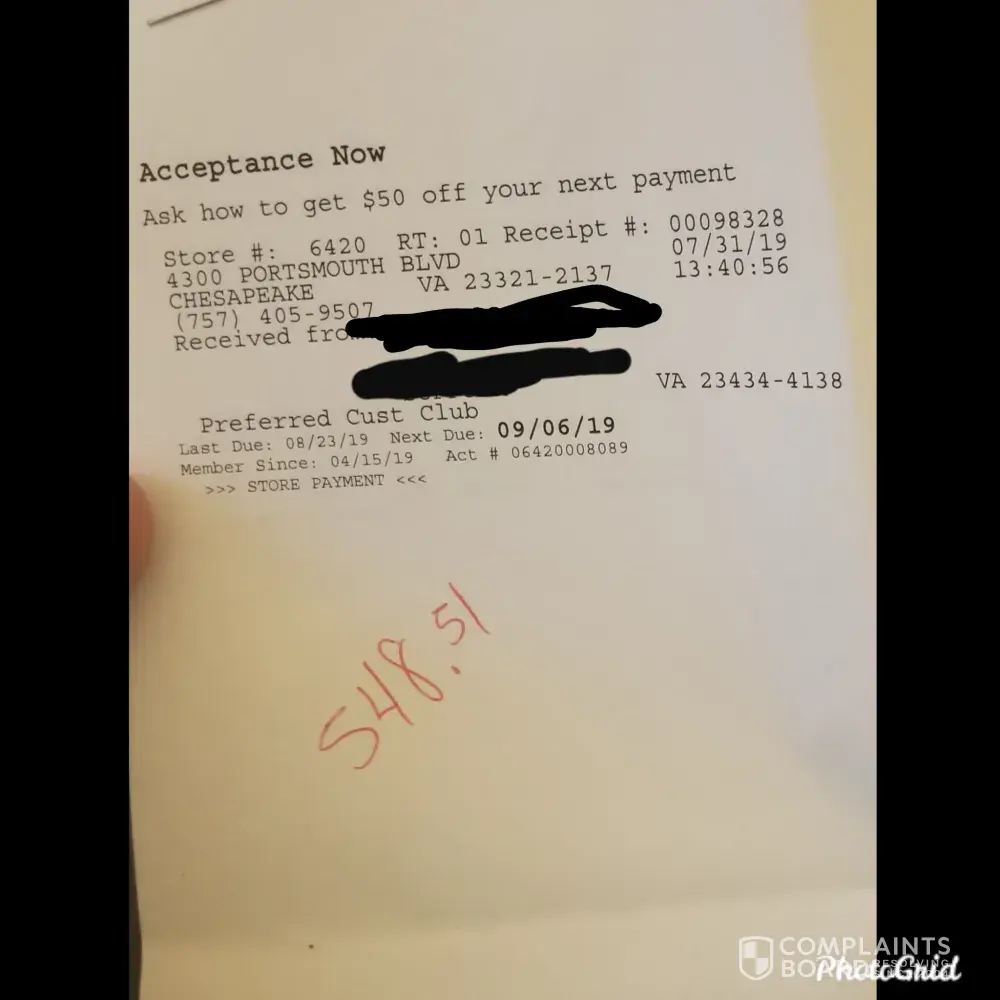 Acceptance Now
Ask how to get $50 off your next payment
Store #: 6420 RT: 01 Receipt #: 00098328
4300 PORTSMOUTH BLVD 07/31/19
CHESAPEAKE VA 23321-2137 13:40:56
(757) 405-9507
Received from
VA 23434-4138
Preferred Cust Club
Last Due: 08/23/19 Next Due: 09/06/19
Member Since: 04/15/19 Act # 06420008089
>>> STORE PAYMENT <<<
548.51
COMPLAINTS
PhotoGrid